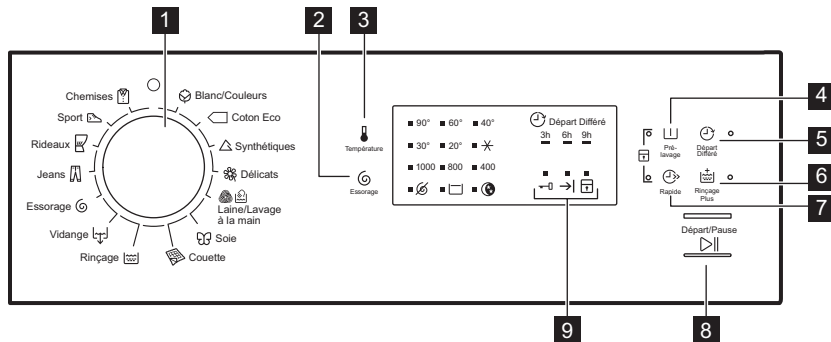 1
2
3
4
5
6
7
8
9
Chemises
Sport
Rideaux
Jeans
Essorage
Vidange
Rinçage
Blanc/Couleurs
Coton Eco
Synthétiques
Délicats
Laine/Lavage
à la main
Soie
Couette
Température
Essorage
90° 60° 40°
30° 20°
1000 800 400
Départ Différé
3h 6h 9h
Pré-
lavage
Départ
Différé
Rapide
Rinçage
Plus
Départ/Pause